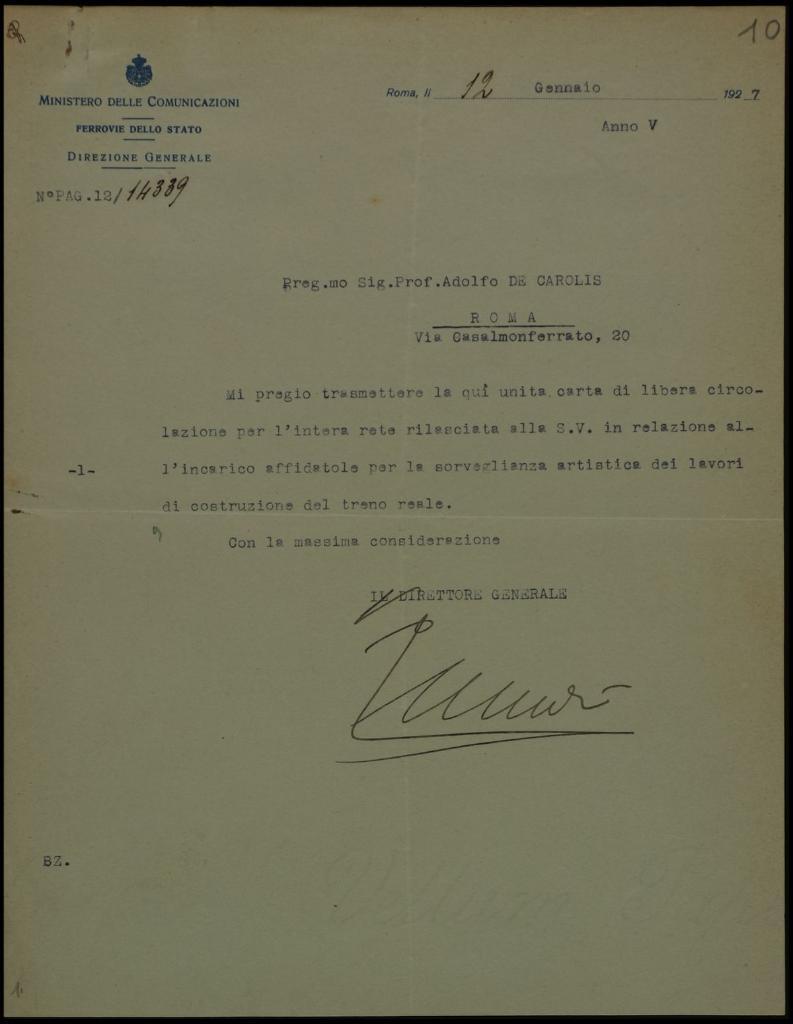 10
MINISTERO DELLE COMUNICAZIONI
FERROVIE DELLO STATO
DIREZIONE GENERALE
N° PAG.12/14339
Roma, li 12 Gennaio 1927
Anno V
Preg.mo Sig.Prof.Adolfo DE CAROLIS
R O M A
Via Casalmonferrato, 20
Mi pregio trasmettere la quì unita carta di libera circo-
lazione per l'intera rete rilasciata alla S.V. in relazione al-
-1- l'incarico affidatole per la sorveglianza artistica dei lavori
di costruzione del treno reale.
Con la massima considerazione
IL DIRETTORE GENERALE
BZ.